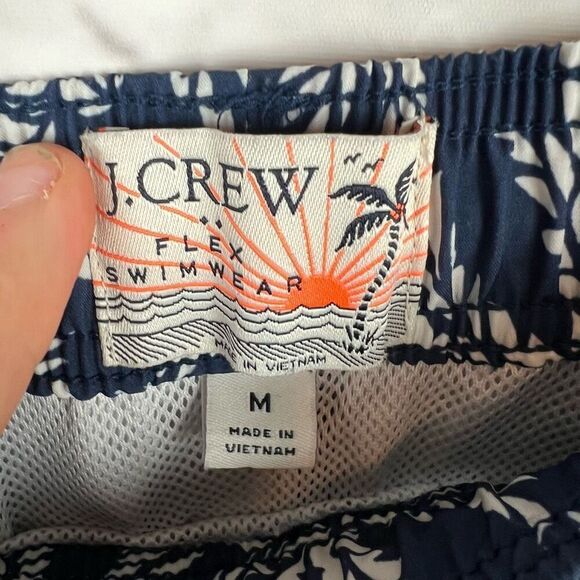 J.CREW
FLEX
SWIMWEAR
MADE IN VIETNAM
M
MADE IN
VIETNAM